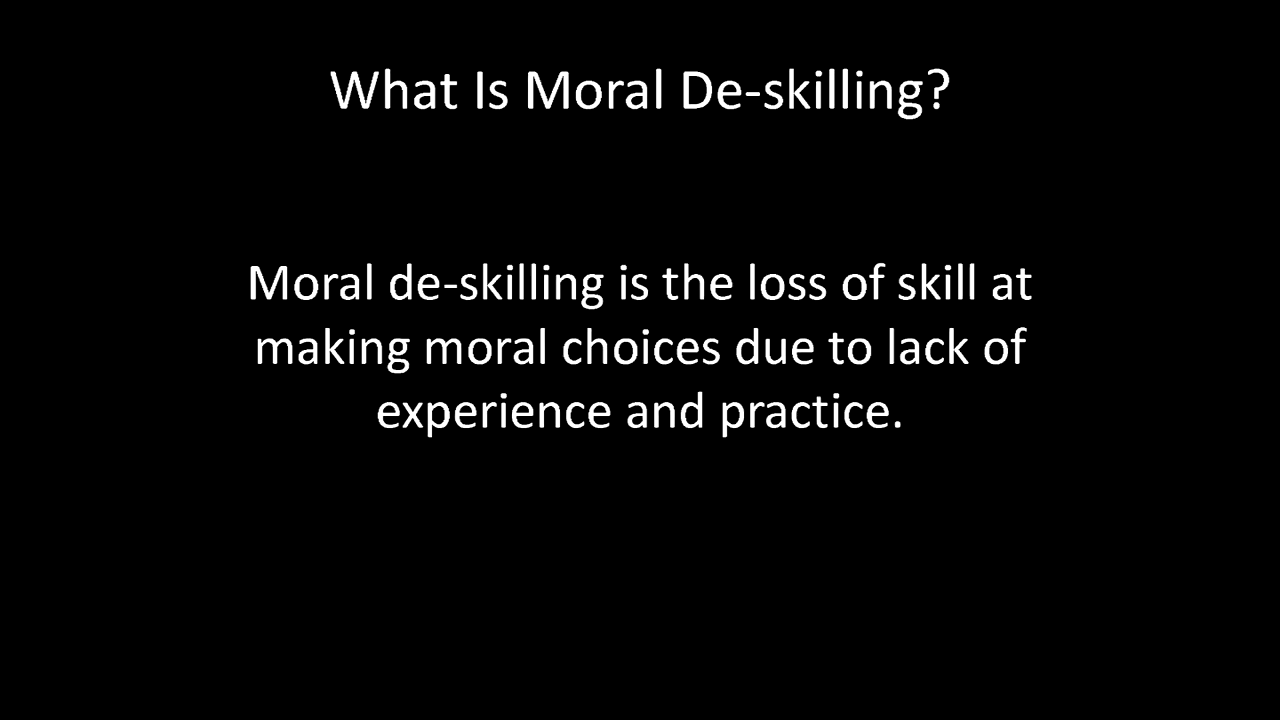 What Is Moral De-skilling?
Moral de-skilling is the loss of skill at
making moral choices due to lack of
experience and practice.